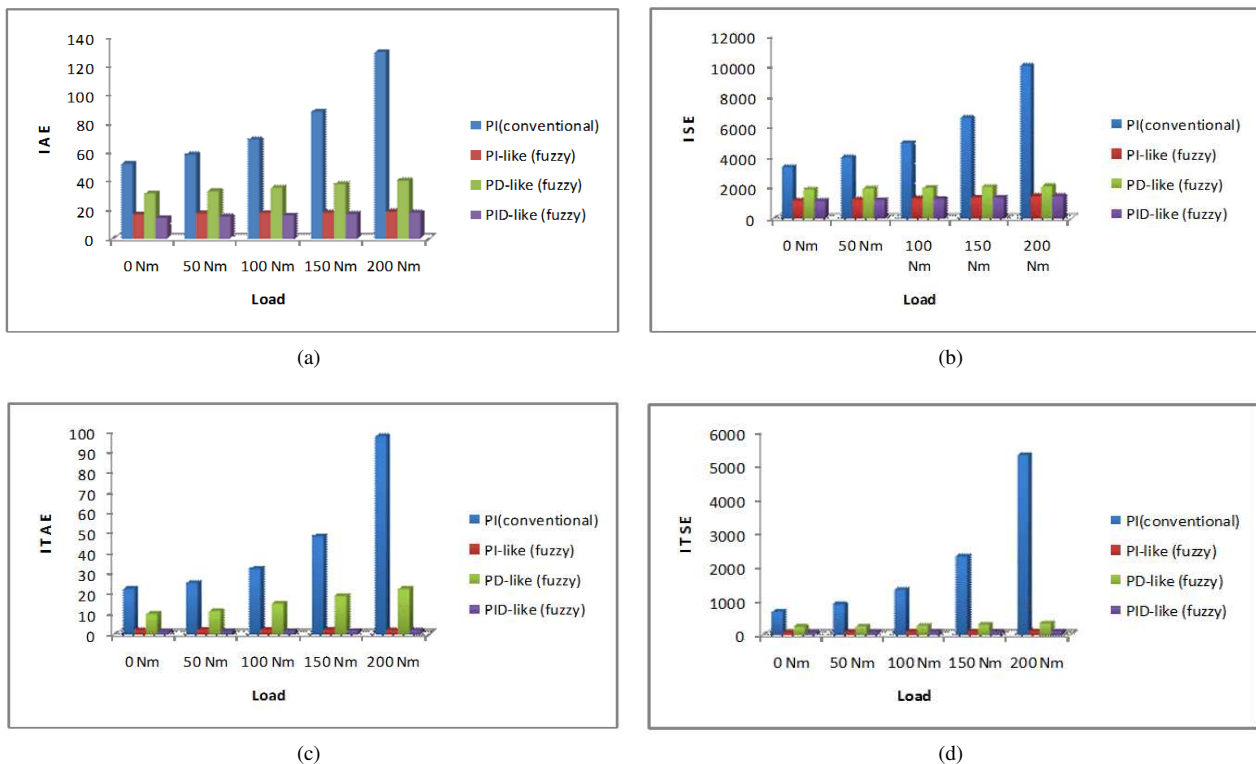 140
120
100
80
60
40
20
0
IAE
0 Nm 50 Nm 100 Nm 150 Nm 200 Nm
Load
PI(conventional)
PI-like (fuzzy)
PD-like (fuzzy)
PID-like (fuzzy)
(a)
12000
10000
8000
6000
4000
2000
0
ISE
0 Nm 50 Nm 100 Nm 150 Nm 200 Nm
Load
PI(conventional)
PI-like (fuzzy)
PD-like (fuzzy)
PID-like (fuzzy)
(b)
100
90
80
70
60
50
40
30
20
10
0
ITAE
0 Nm 50 Nm 100 Nm 150 Nm 200 Nm
Load
PI(conventional)
PI-like (fuzzy)
PD-like (fuzzy)
PID-like (fuzzy)
(c)
6000
5000
4000
3000
2000
1000
0
ITSE
0 Nm 50 Nm 100 Nm 150 Nm 200 Nm
Load
PI(conventional)
PI-like (fuzzy)
PD-like (fuzzy)
PID-like (fuzzy)
(d)